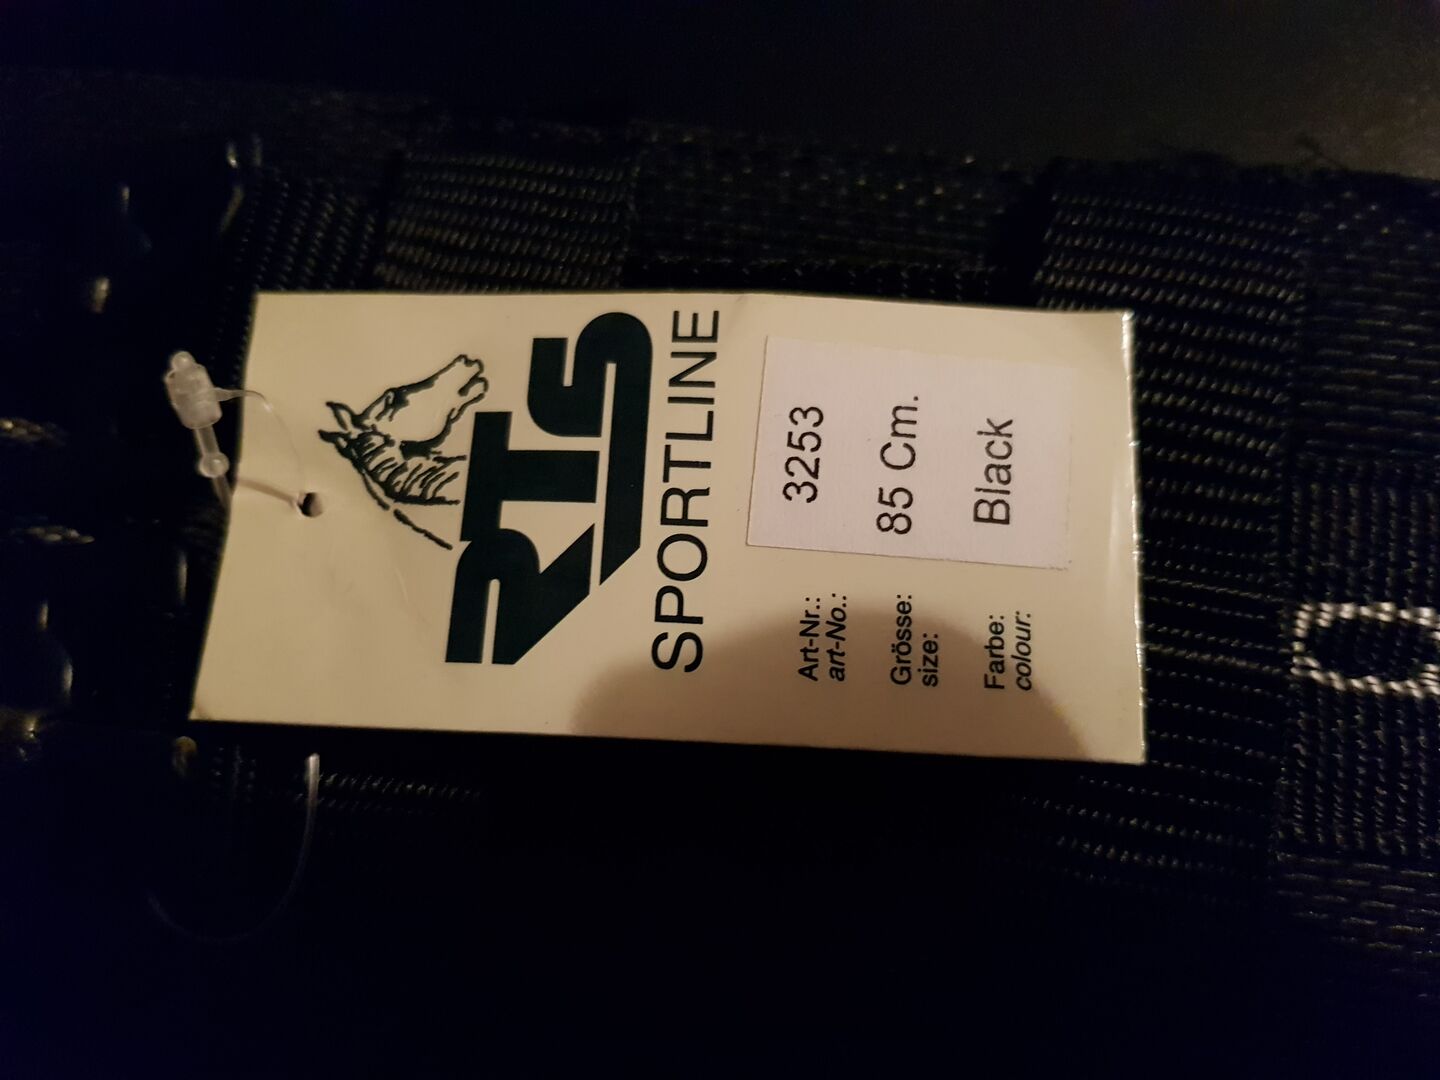 RTS
SPORTLINE
Art-Nr.: 3253
art-No.:
Grösse: 85 Cm.
size:
Farbe: Black
colour: